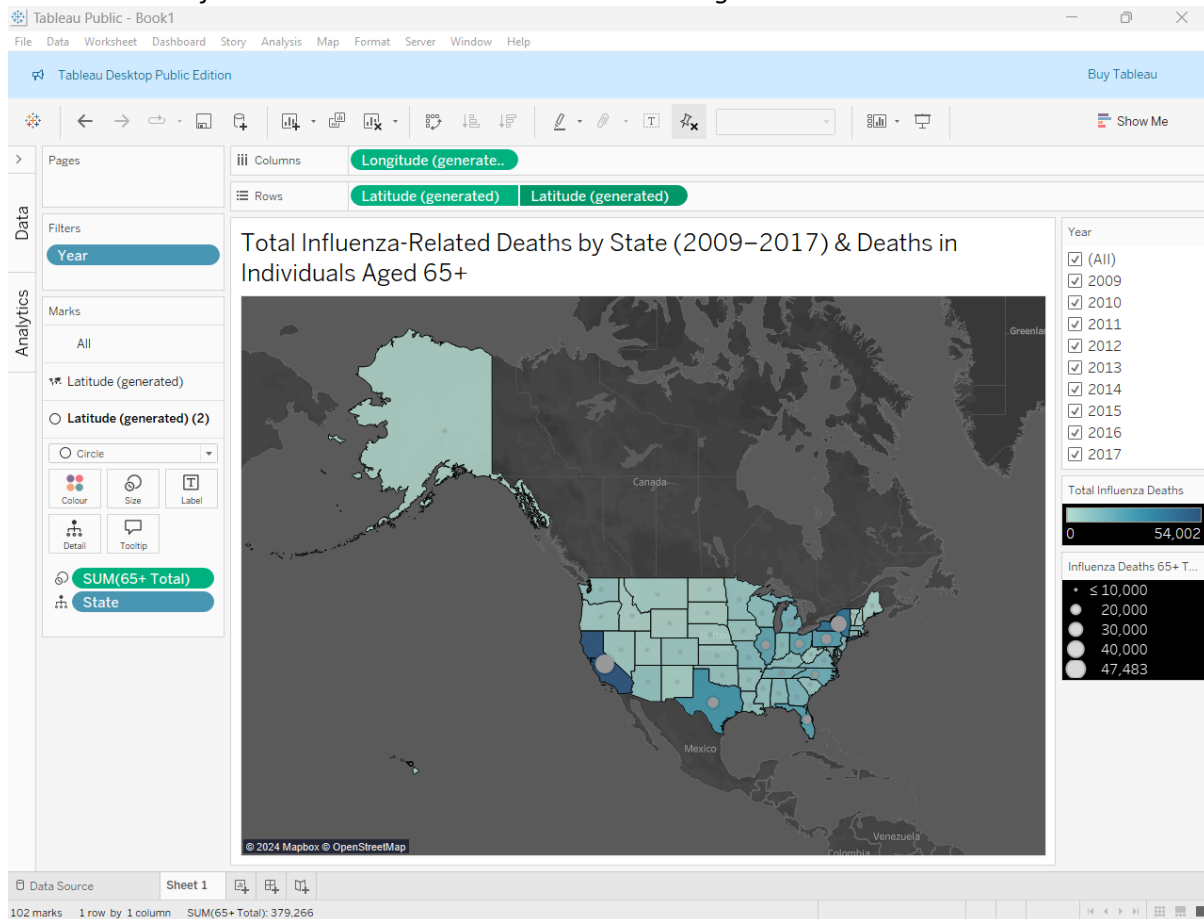 Tableau Public - Book1
File Data Worksheet Dashboard Story Analysis Map Format Server Window Help
Tableau Desktop Public Edition
Buy Tableau
Show Me
Pages
iii Columns
Longitude (generate..
Rows
Latitude (generated)
Latitude (generated)
Data
Analytics
Filters
Year
Marks
All
Latitude (generated)
Latitude (generated) (2)
Circle
Colour
Size
Label
Detail
Tooltip
SUM(65+ Total)
State
Total Influenza-Related Deaths by State (2009–2017) & Deaths in
Individuals Aged 65+
Canada
Mexico
Venezuela
Colombia
© 2024 Mapbox © OpenStreetMap
Year
(All)
2009
2010
2011
2012
2013
2014
2015
2016
2017
Total Influenza Deaths
0 54,002
Influenza Deaths 65+ T...
≤ 10,000
20,000
30,000
40,000
47,483
Data Source
Sheet 1
102 marks 1 row by 1 column SUM(65+ Total): 379,266